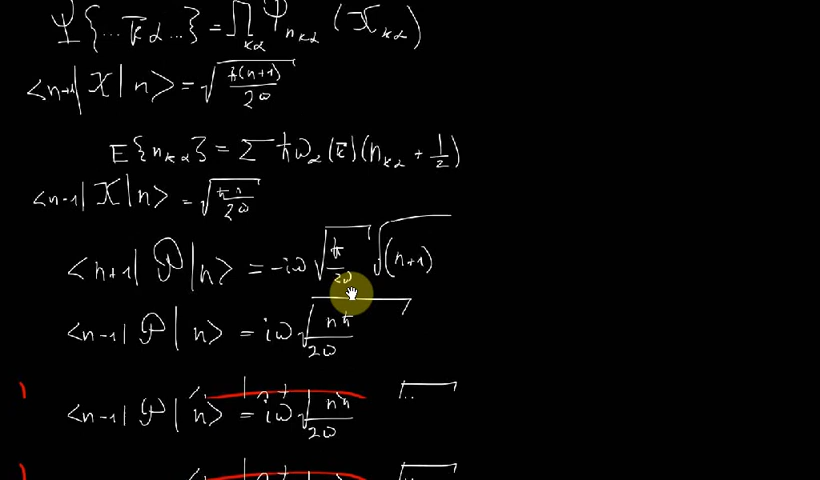 Ψ{...k̄α...} = ∏_{kα} Ψ_{n_{kα}} (X_{kα})
<n+1|X|n> = √(ħ(n+1)/2ω)
E{n_{kα}} = Σ ħω_α(k̄)(n_{kα} + 1/2)
<n-1|X|n> = √(ħn/2ω)
<n+1|P|n> = -iω √(ħ/2ω) √(n+1)
<n-1|P|n> = iω √(nħ/2ω)
<n-1|P|n> = iω √(nħ/2ω)